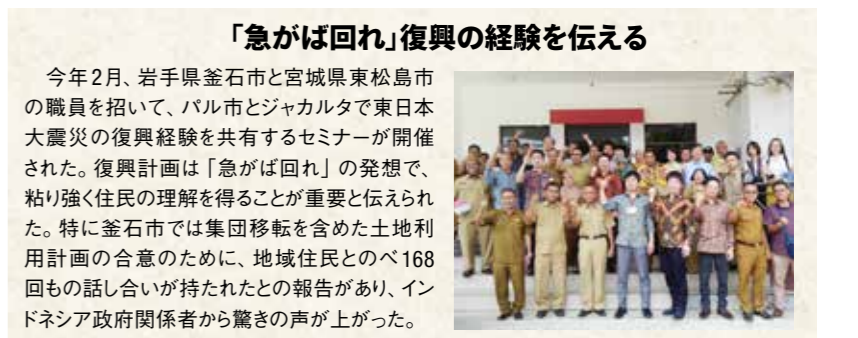 「急がば回れ」復興の経験を伝える
今年2月、岩手県釜石市と宮城県東松島市
の職員を招いて、パル市とジャカルタで東日本
大震災の復興経験を共有するセミナーが開催
された。復興計画は「急がば回れ」の発想で、
粘り強く住民の理解を得ることが重要と伝えられ
た。特に釜石市では集団移転を含めた土地利
用計画の合意のために、地域住民とのべ168
回もの話し合いが持たれたとの報告があり、イン
ドネシア政府関係者から驚きの声が上がった。